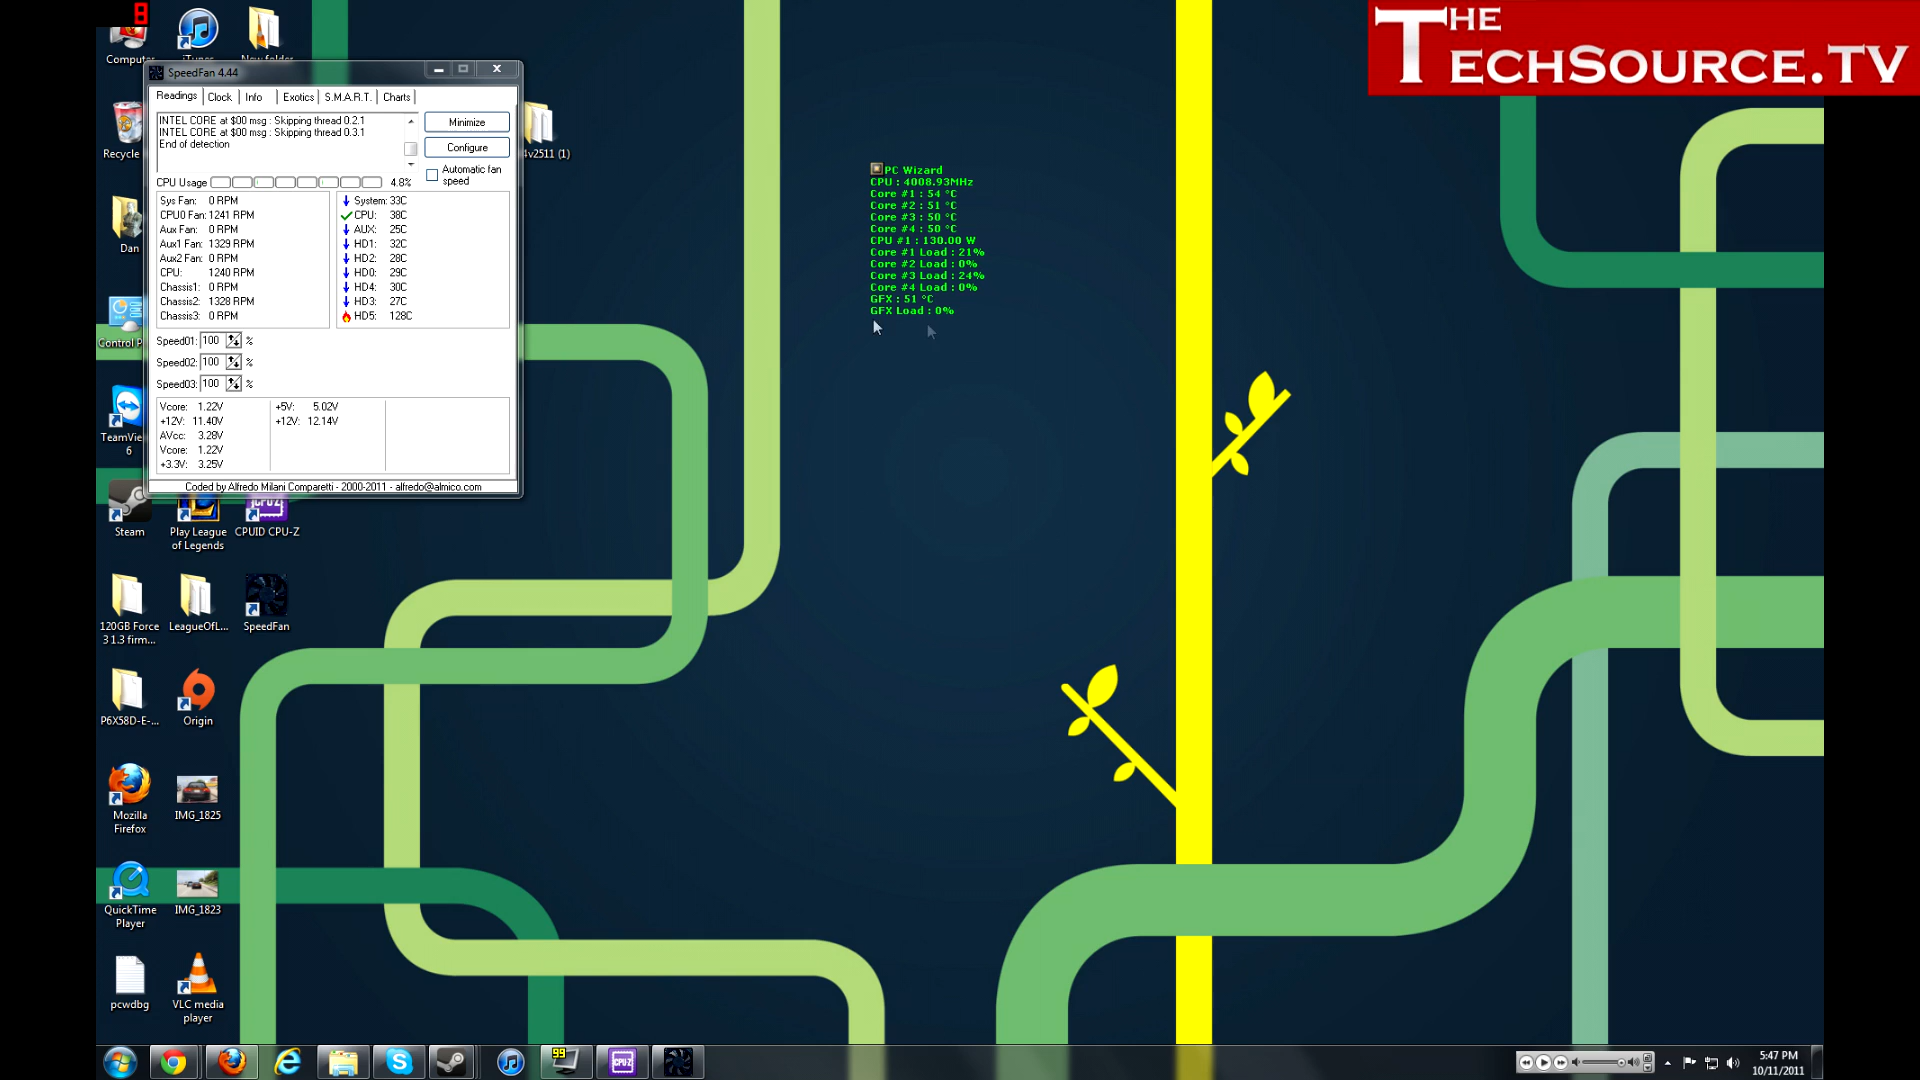 8
THE
TECHSOURCE.TV
Computer
iTunes
New folder
SpeedFan 4.44
Readings
Clock
Info
Exotics
S.M.A.R.T.
Charts
INTEL CORE at $00 msg : Skipping thread 0.2.1
INTEL CORE at $00 msg : Skipping thread 0.3.1
End of detection
Minimize
Configure
Automatic fan
speed
CPU Usage
4.8%
Sys Fan: 0 RPM
CPU0 Fan: 1241 RPM
Aux Fan: 0 RPM
Aux1 Fan: 1329 RPM
Aux2 Fan: 0 RPM
CPU: 1240 RPM
Chassis1: 0 RPM
Chassis2: 1328 RPM
Chassis3: 0 RPM
System: 33C
CPU: 38C
AUX: 25C
HD1: 32C
HD2: 28C
HD0: 29C
HD4: 30C
HD3: 27C
HD5: 128C
Speed01: 100 %
Speed02: 100 %
Speed03: 100 %
Vcore: 1.22V
+12V: 11.40V
AVcc: 3.28V
Vcore: 1.22V
+3.3V: 3.25V
+5V: 5.02V
+12V: 12.14V
Coded by Alfredo Milani Comparetti - 2000-2011 - alfredo@almico.com
Recycle
4v2511 (1)
Dan
Control P
TeamVie
6
PC Wizard
CPU : 4008.93MHz
Core #1 : 54 °C
Core #2 : 51 °C
Core #3 : 50 °C
Core #4 : 50 °C
CPU #1 : 130.00 W
Core #1 Load : 21%
Core #2 Load : 0%
Core #3 Load : 24%
Core #4 Load : 0%
GFX : 51 °C
GFX Load : 0%
Steam
Play League
of Legends
CPUID CPU-Z
120GB Force
3 1.3 firm...
LeagueOfL...
SpeedFan
P6X58D-E-...
Origin
Mozilla
Firefox
IMG_1825
QuickTime
Player
IMG_1823
pcwdbg
VLC media
player
99
CPU-Z
5:47 PM
10/11/2011